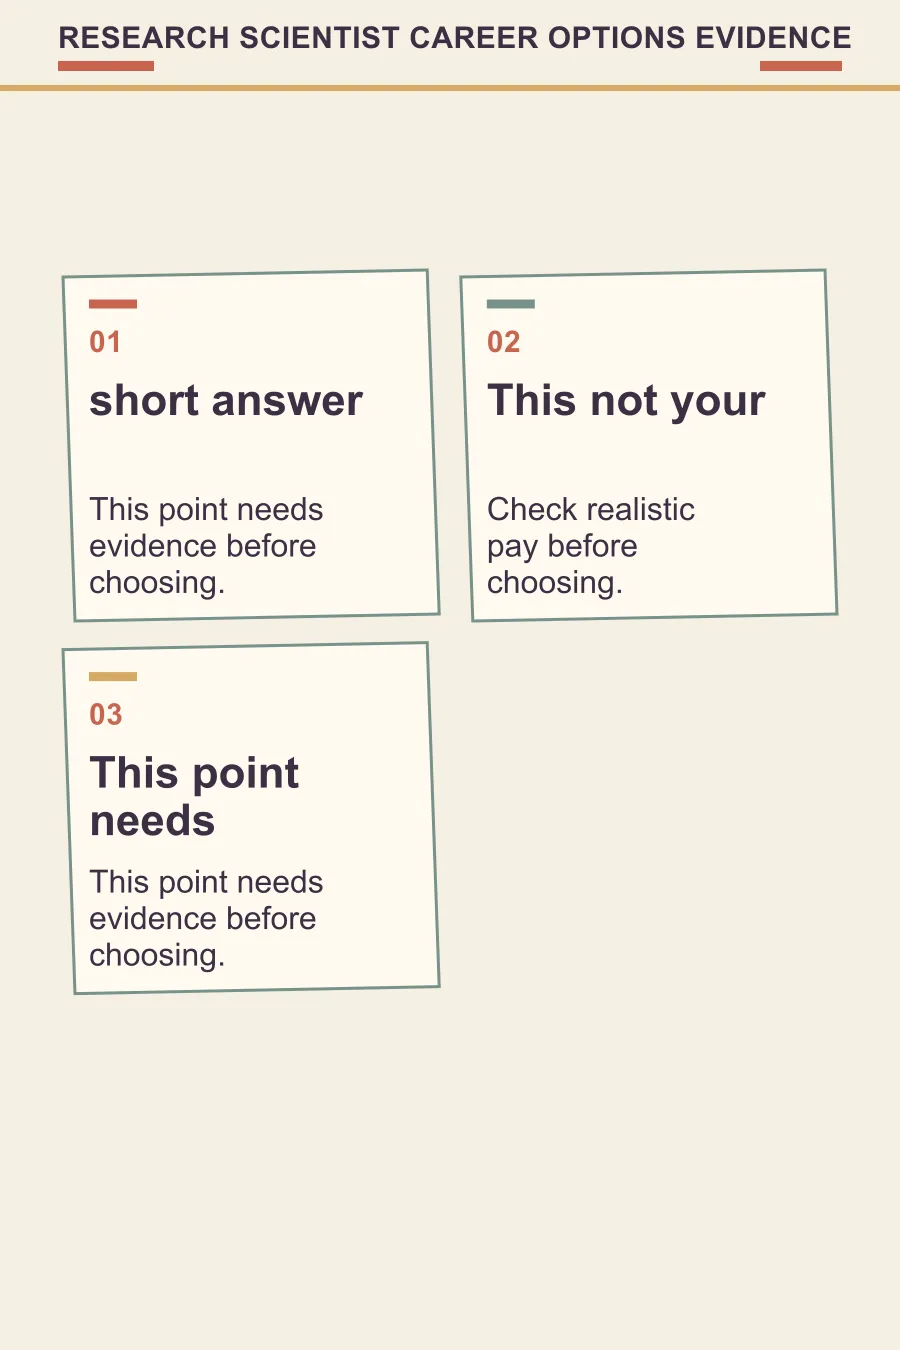 RESEARCH SCIENTIST CAREER OPTIONS EVIDENCE
01
short answer
This point needs
evidence before
choosing.
02
This not your
Check realistic
pay before
choosing.
03
This point
needs
This point needs
evidence before
choosing.